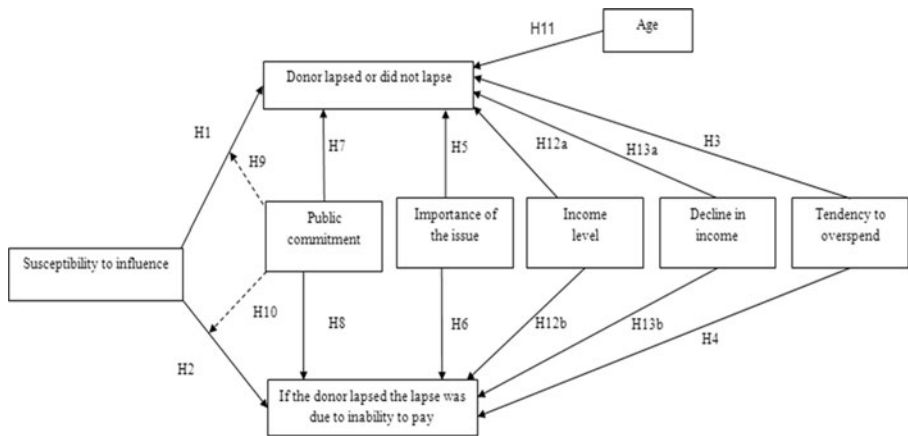 H11
Age
Donor lapsed or did not lapse
H1
H9
H7
H5
H12a
H13a
H3
Public
commitment
Importance of
the issue
Income
level
Decline in
income
Tendency to
overspend
Susceptibility to influence
H10
H8
H6
H12b
H13b
H4
H2
If the donor lapsed the lapse was
due to inability to pay